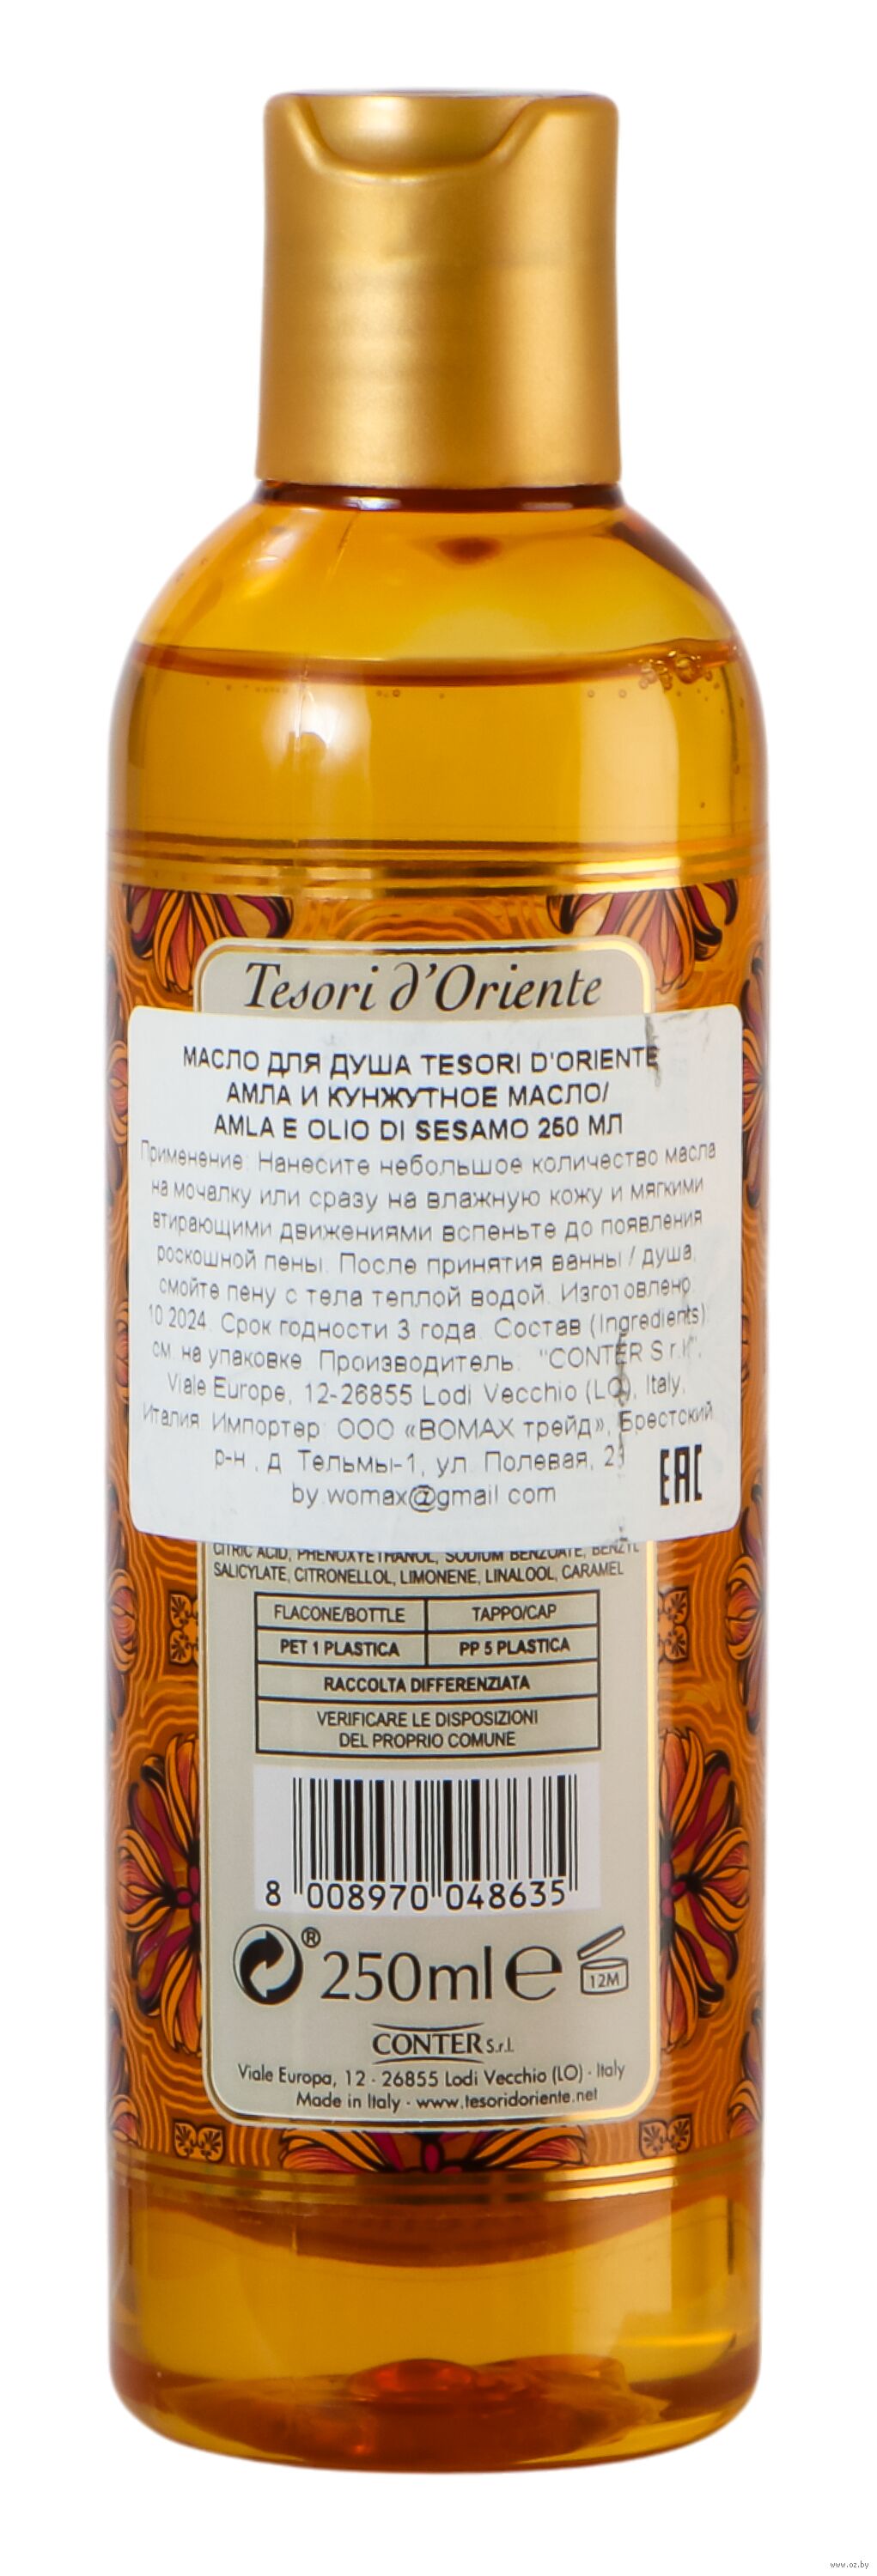 Tesori d'Oriente
МАСЛО ДЛЯ ДУША TESORI D'ORIENTE
АМЛА И КУНЖУТНОЕ МАСЛО/
AMLA E OLIO DI SESAMO 250 МЛ
Применение: Нанесите небольшое количество масла
на мочалку или сразу на влажную кожу и мягкими
втирающими движениями вспеньте до появления
роскошной пены. После принятия ванны / душа,
смойте пену с тела теплой водой. Изготовлено:
10.2024. Срок годности 3 года. Состав (Ingredients):
см. на упаковке. Производитель: "CONTER S.r.l",
Viale Europe, 12-26855 Lodi Vecchio (LO), Italy,
Италия. Импортер: ООО «ВОМАХ трейд», Брестский
р-н., д. Тельмы-1, ул. Полевая,
by.womax@gmail.com
EAC
CITRIC ACID, PHENOXYETHANOL, SODIUM BENZOATE, BENZYL
SALICYLATE, CITRONELLOL, LIMONENE, LINALOOL, CARAMEL
FLACONE/BOTTLE TAPPO/CAP
PET 1 PLASTICA PP 5 PLASTICA
RACCOLTA DIFFERENZIATA
VERIFICARE LE DISPOSIZIONI
DEL PROPRIO COMUNE
8 008970 048635
® 250ml e 12M
CONTER S.r.l.
Viale Europa, 12 - 26855 Lodi Vecchio (LO) - Italy
Made in Italy - www.tesoridoriente.net
www.oz.by